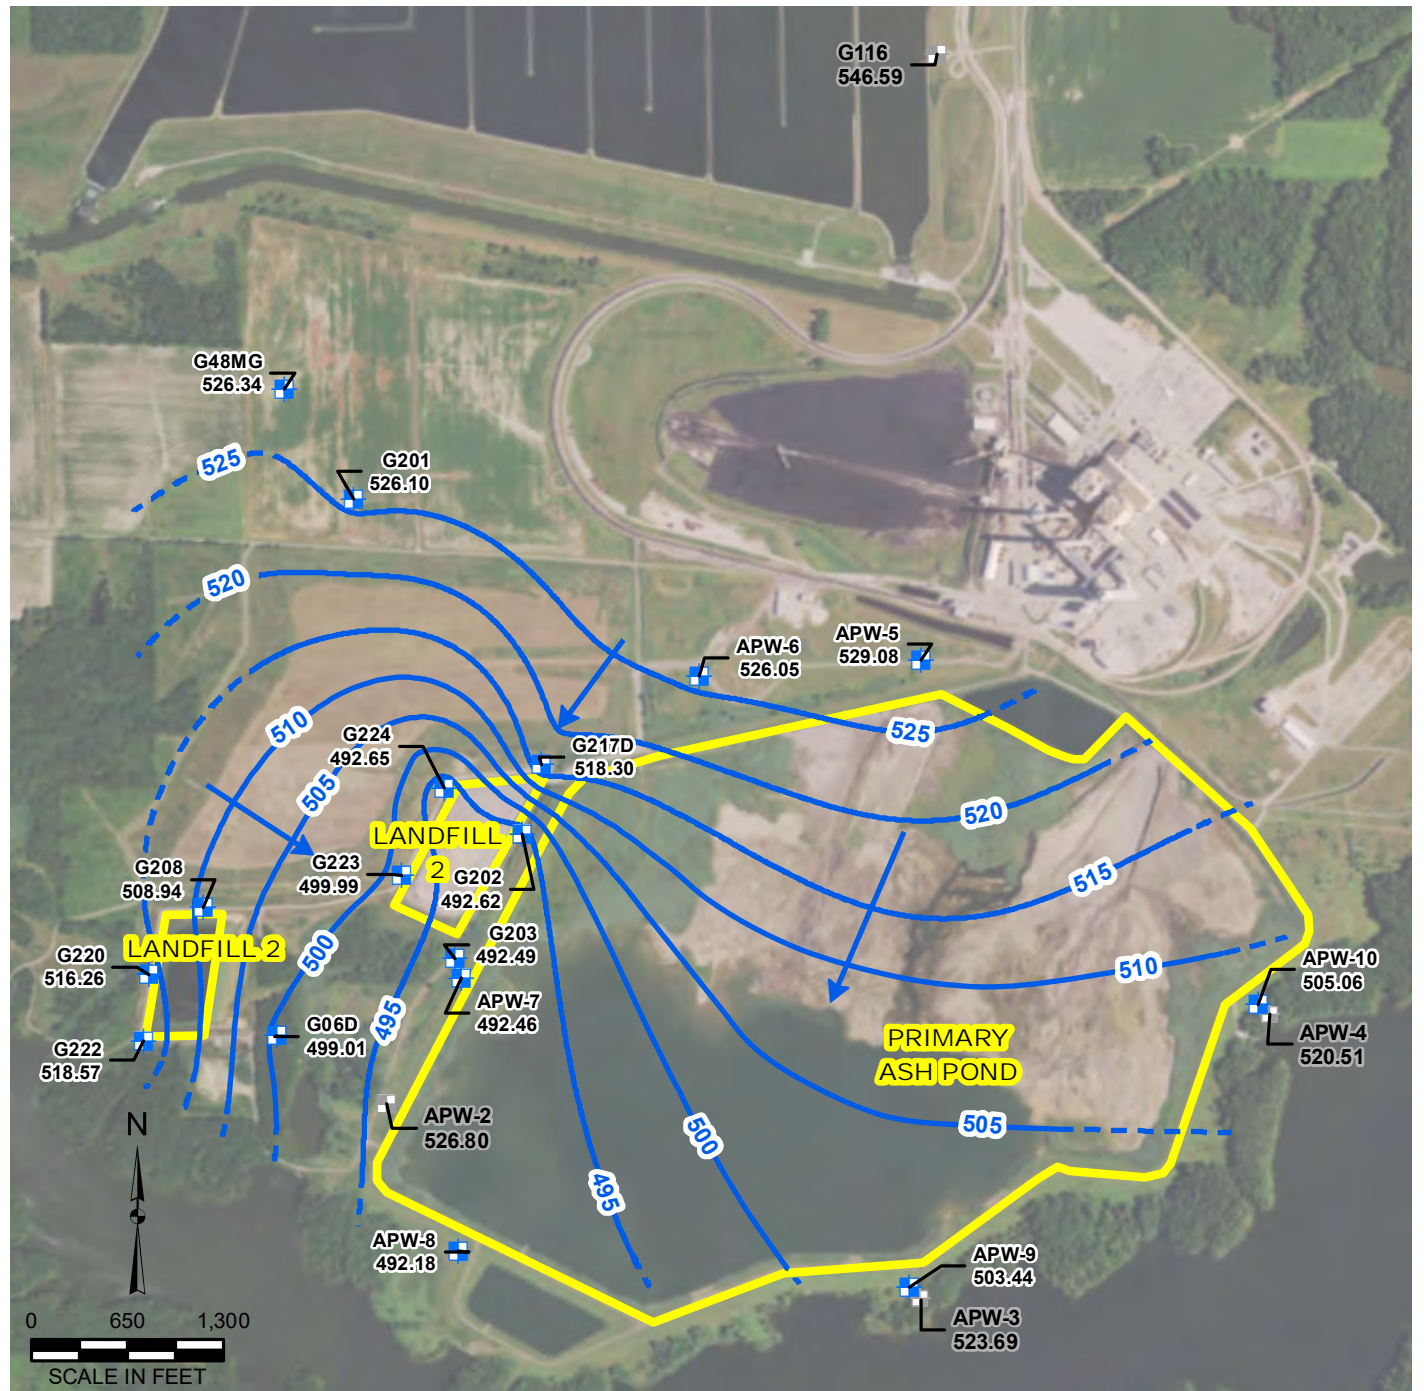 G116
546.59
G48MG
526.34
525
G201
526.10
520
APW-6
526.05
APW-5
529.08
510
G224
492.65
G217D
518.30
525
505
520
LANDFILL
2
G208
508.94
G223
499.99
G202
492.62
515
LANDFILL 2
G220
516.26
500
G203
492.49
510
APW-10
505.06
APW-7
492.46
495
G06D
499.01
G222
518.57
PRIMARY
ASH POND
APW-4
520.51
APW-2
526.80
505
500
N
495
APW-8
492.18
APW-9
503.44
APW-3
523.69
0 650 1,300
SCALE IN FEET